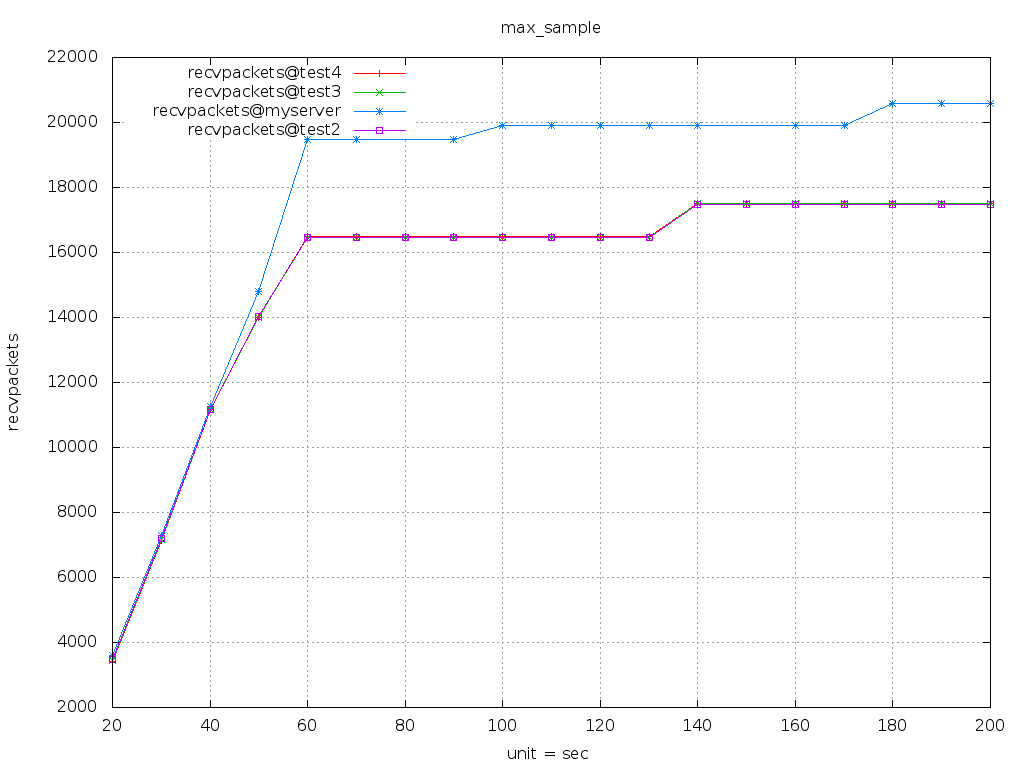 max_sample
22000
20000
18000
16000
14000
12000
10000
8000
6000
4000
2000
recvpackets
recvpackets@test4
recvpackets@test3
recvpackets@myserver
recvpackets@test2
20 40 60 80 100 120 140 160 180 200
unit = sec